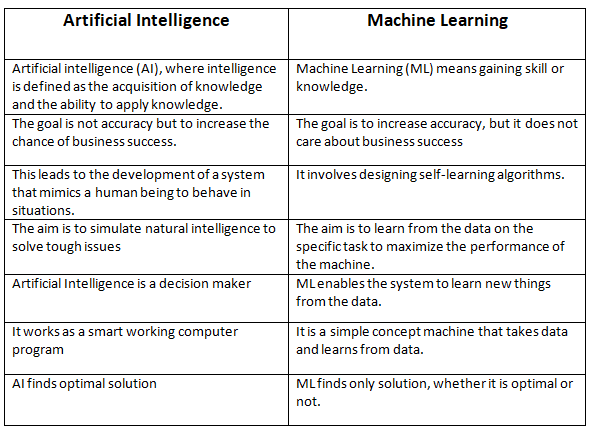 Artificial Intelligence
Machine Learning
Artificial intelligence (AI), where intelligence
is defined as the acquisition of knowledge
and the ability to apply knowledge.
Machine Learning (ML) means gaining skill or
knowledge.
The goal is not accuracy but to increase the
chance of business success.
The goal is to increase accuracy, but it does not
care about business success
This leads to the development of a system
that mimics a human being to behave in
situations.
It involves designing self-learning algorithms.
The aim is to simulate natural intelligence to
solve tough issues
The aim is to learn from the data on the
specific task to maximize the performance of
the machine.
Artificial Intelligence is a decision maker
ML enables the system to learn new things
from the data.
It works as a smart working computer
program
It is a simple concept machine that takes data
and learns from data.
AI finds optimal solution
ML finds only solution, whether it is optimal or
not.